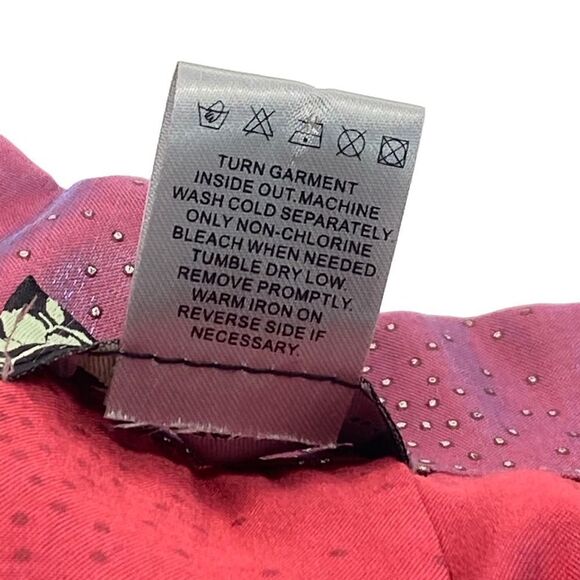 TURN GARMENT
INSIDE OUT.MACHINE
WASH COLD SEPARATELY.
ONLY NON-CHLORINE
BLEACH WHEN NEEDED
TUMBLE DRY LOW.
REMOVE PROMPTLY.
WARM IRON ON
REVERSE SIDE IF
NECESSARY.